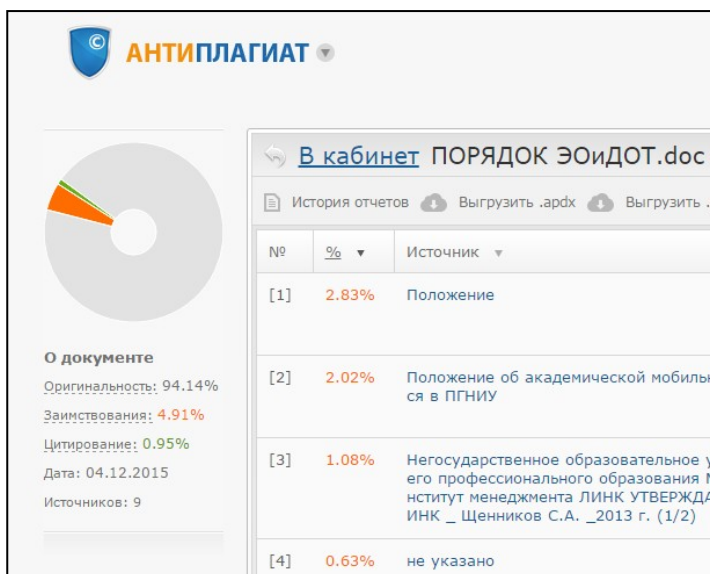 ©
АНТИПЛАГИАТ
В кабинет ПОРЯДОК ЭОиДОТ.doc
История отчетов Выгрузить .apdx Выгрузить .
№ % Источник
[1] 2.83% Положение
[2] 2.02% Положение об академической мобильн
ся в ПГНИУ
[3] 1.08% Негосударственное образовательное у
его профессионального образования М
нститут менеджмента ЛИНК УТВЕРЖДА
ИНК _ Щенников С.А. _2013 г. (1/2)
[4] 0.63% не указано
О документе
Оригинальность: 94.14%
Заимствования: 4.91%
Цитирование: 0.95%
Дата: 04.12.2015
Источников: 9